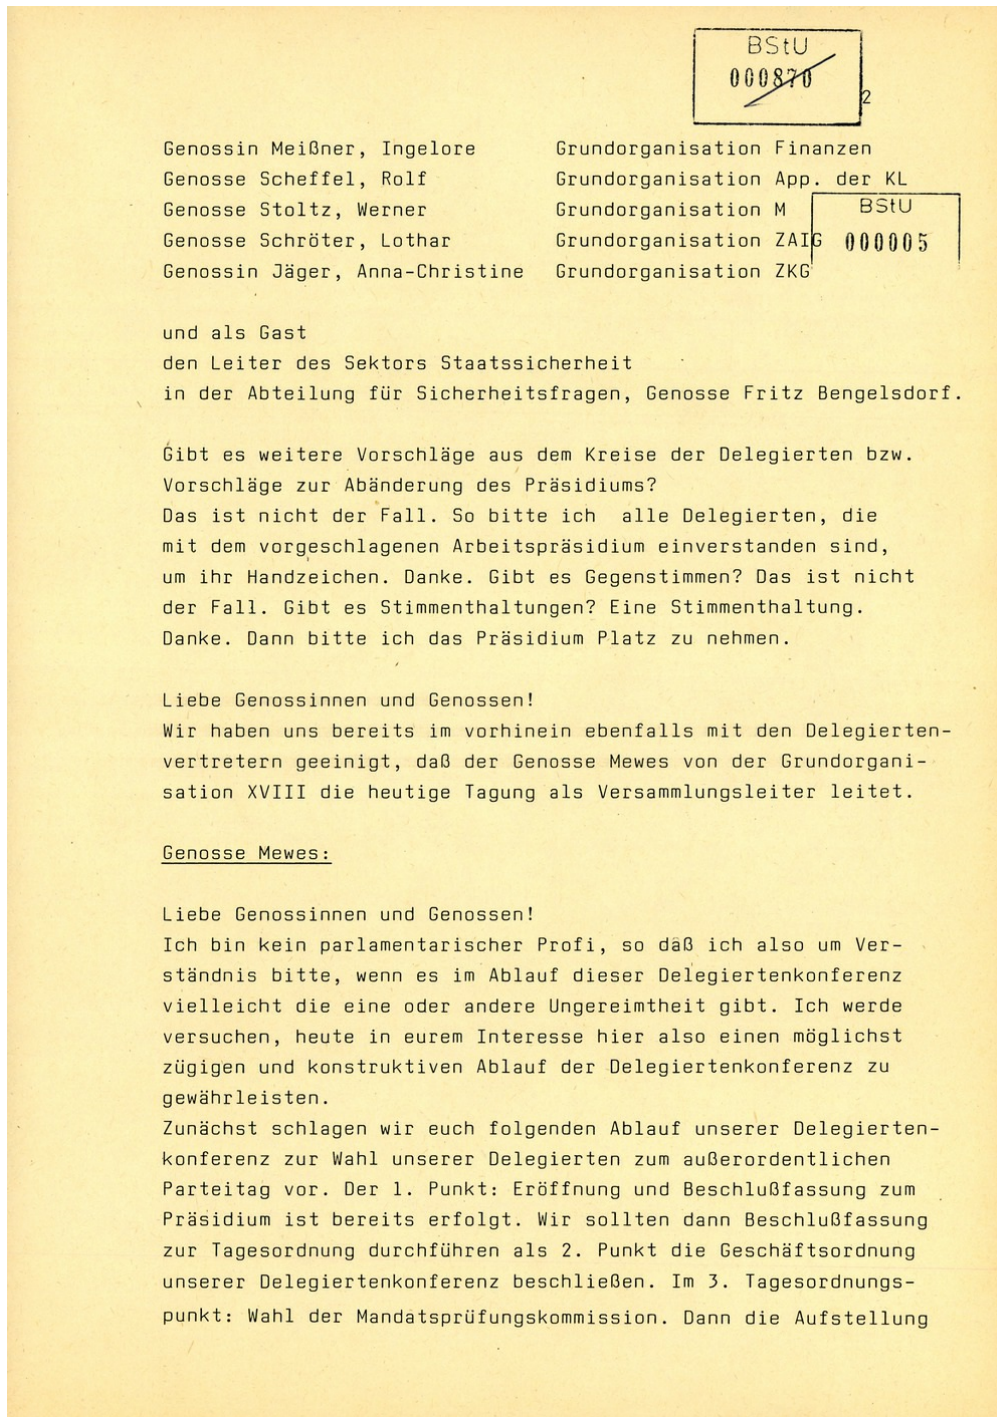 BStU
000870
2
Genossin Meißner, Ingelore Grundorganisation Finanzen
Genosse Scheffel, Rolf Grundorganisation App. der KL
Genosse Stoltz, Werner Grundorganisation M
BStU
Genosse Schröter, Lothar Grundorganisation ZAIG
000005
Genossin Jäger, Anna-Christine Grundorganisation ZKG
und als Gast
den Leiter des Sektors Staatssicherheit
in der Abteilung für Sicherheitsfragen, Genosse Fritz Bengelsdorf.
Gibt es weitere Vorschläge aus dem Kreise der Delegierten bzw.
Vorschläge zur Abänderung des Präsidiums?
Das ist nicht der Fall. So bitte ich alle Delegierten, die
mit dem vorgeschlagenen Arbeitspräsidium einverstanden sind,
um ihr Handzeichen. Danke. Gibt es Gegenstimmen? Das ist nicht
der Fall. Gibt es Stimmenthaltungen? Eine Stimmenthaltung.
Danke. Dann bitte ich das Präsidium Platz zu nehmen.
Liebe Genossinnen und Genossen!
Wir haben uns bereits im vorhinein ebenfalls mit den Delegierten-
vertretern geeinigt, daß der Genosse Mewes von der Grundorgani-
sation XVIII die heutige Tagung als Versammlungsleiter leitet.
Genosse Mewes:
Liebe Genossinnen und Genossen!
Ich bin kein parlamentarischer Profi, so daß ich also um Ver-
ständnis bitte, wenn es im Ablauf dieser Delegiertenkonferenz
vielleicht die eine oder andere Ungereimtheit gibt. Ich werde
versuchen, heute in eurem Interesse hier also einen möglichst
zügigen und konstruktiven Ablauf der Delegiertenkonferenz zu
gewährleisten.
Zunächst schlagen wir euch folgenden Ablauf unserer Delegierten-
konferenz zur Wahl unserer Delegierten zum außerordentlichen
Parteitag vor. Der 1. Punkt: Eröffnung und Beschlußfassung zum
Präsidium ist bereits erfolgt. Wir sollten dann Beschlußfassung
zur Tagesordnung durchführen als 2. Punkt die Geschäftsordnung
unserer Delegiertenkonferenz beschließen. Im 3. Tagesordnungs-
punkt: Wahl der Mandatsprüfungskommission. Dann die Aufstellung